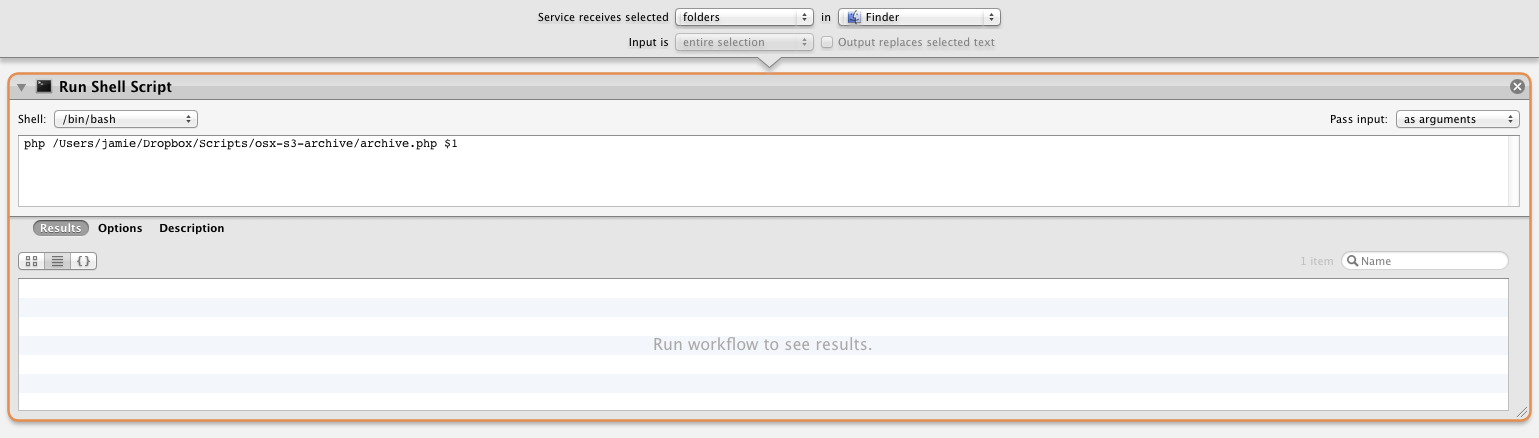 Service receives selected folders in Finder
Input is entire selection Output replaces selected text
Run Shell Script
Shell: /bin/bash Pass input: as arguments
php /Users/jamie/Dropbox/Scripts/osx-s3-archive/archive.php $1
Results Options Description
{} 1 item Name
Run workflow to see results.